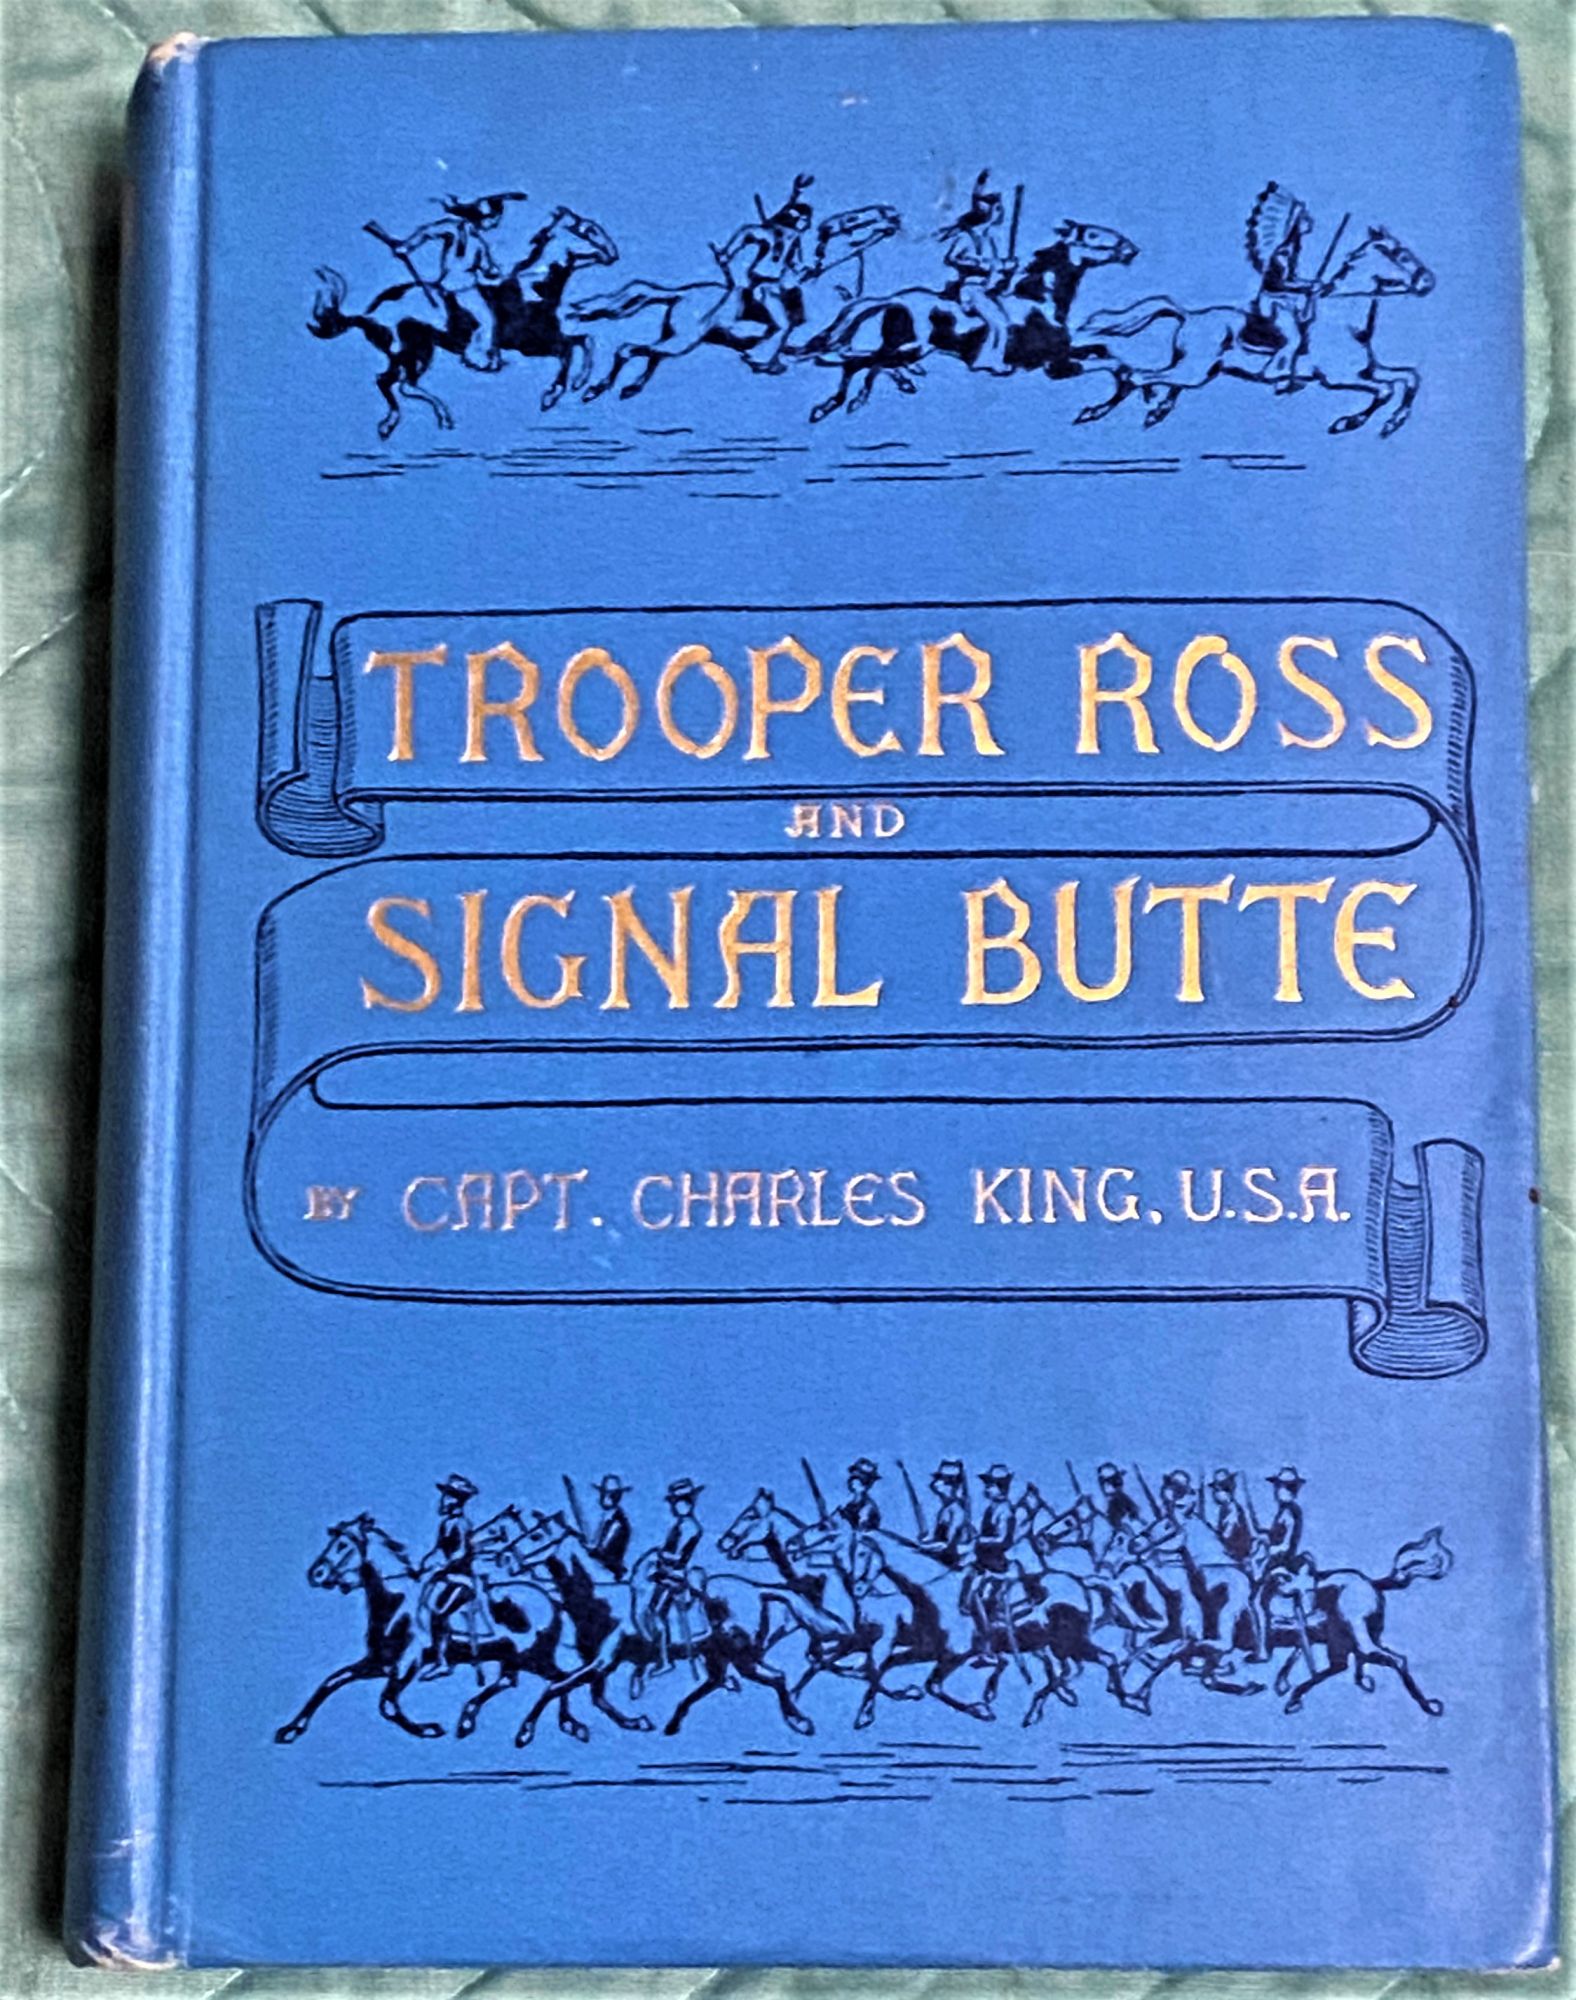 TROOPER ROSS
AND
SIGNAL BUTTE
BY CAPT. CHARLES KING, U.S.A.